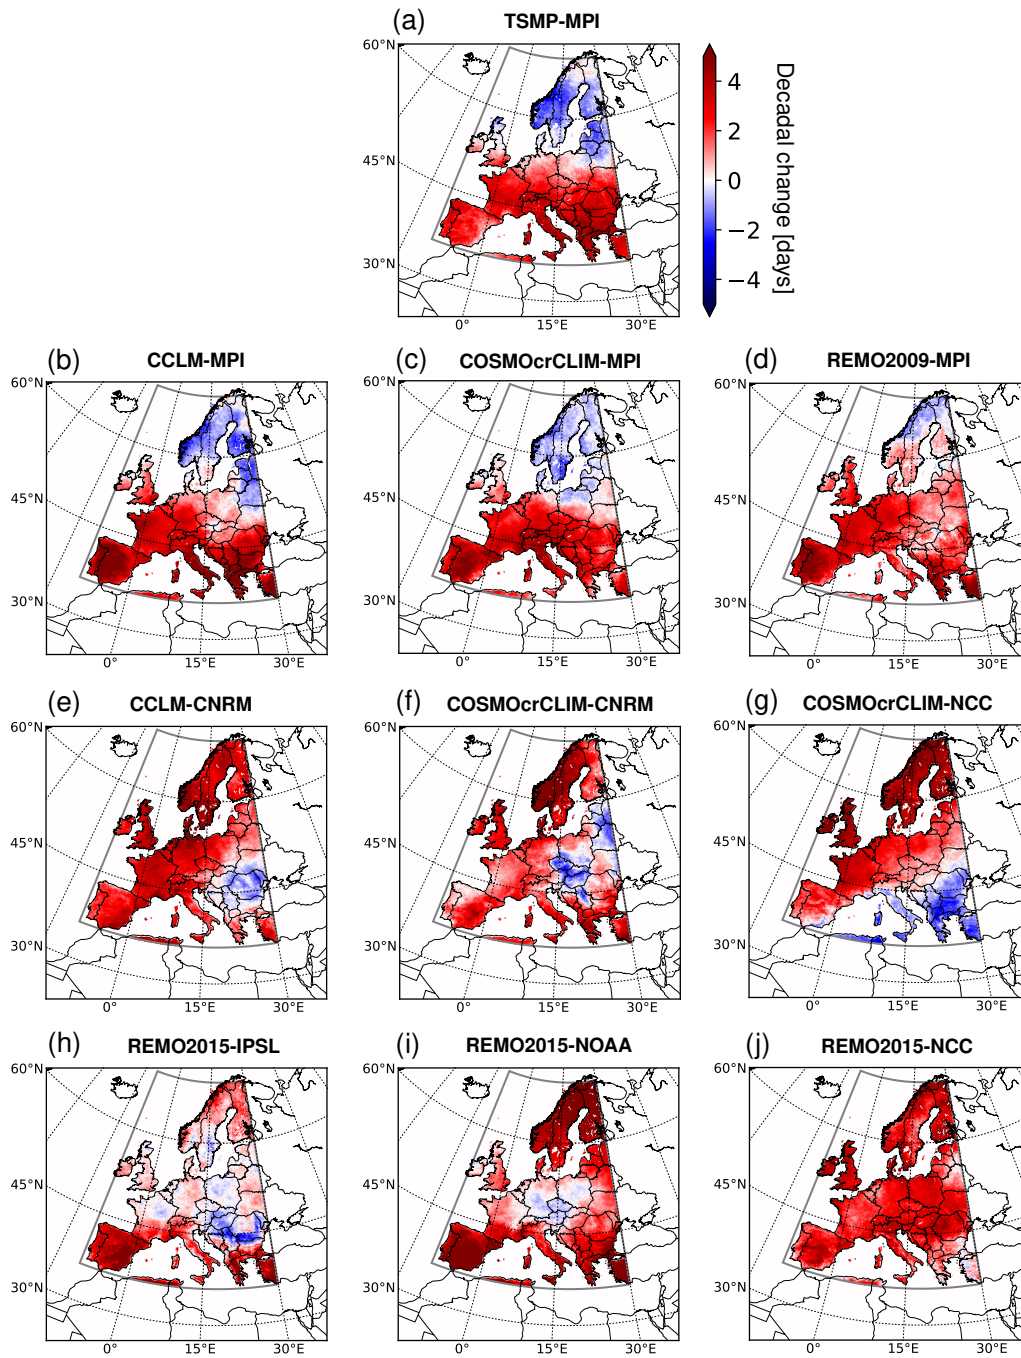 (a) TSMP-MPI
60°N
45°N
30°N
0° 15°E 30°E
4
2
0
−2
−4
Decadal change [days]
(b) CCLM-MPI
60°N
45°N
30°N
0° 15°E 30°E
(c) COSMOcrCLIM-MPI
60°N
45°N
30°N
0° 15°E 30°E
(d) REMO2009-MPI
60°N
45°N
30°N
0° 15°E 30°E
(e) CCLM-CNRM
60°N
45°N
30°N
0° 15°E 30°E
(f) COSMOcrCLIM-CNRM
60°N
45°N
30°N
0° 15°E 30°E
(g) COSMOcrCLIM-NCC
60°N
45°N
30°N
0° 15°E 30°E
(h) REMO2015-IPSL
60°N
45°N
30°N
0° 15°E 30°E
(i) REMO2015-NOAA
60°N
45°N
30°N
0° 15°E 30°E
(j) REMO2015-NCC
60°N
45°N
30°N
0° 15°E 30°E